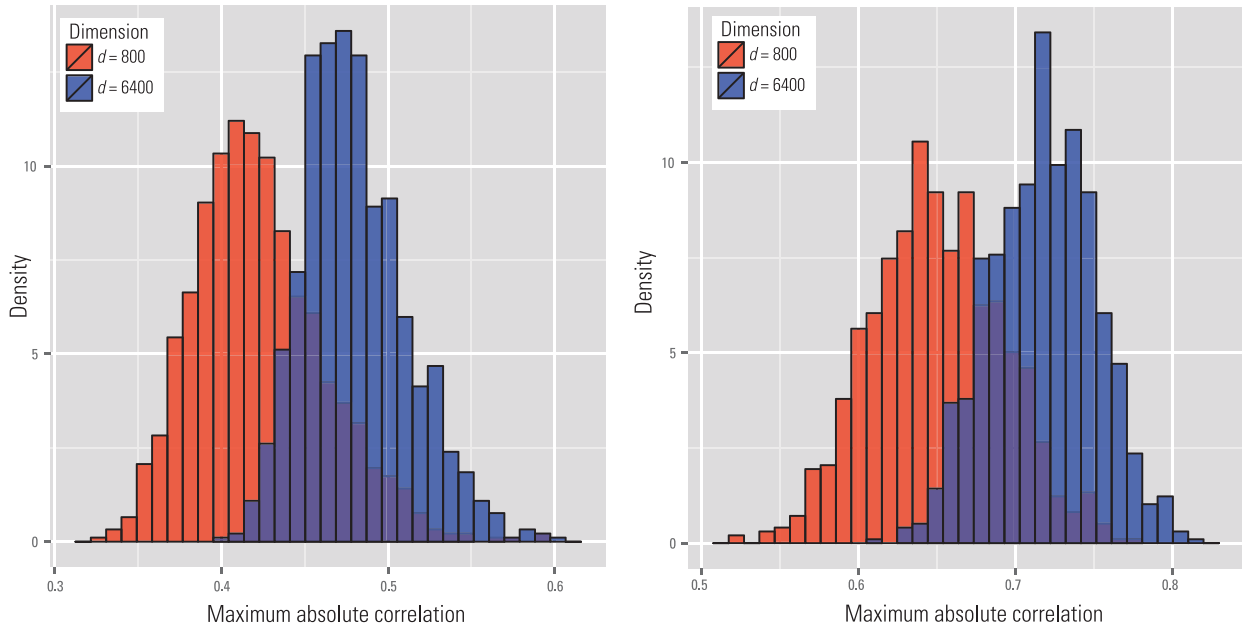 Dimension
d = 800
d = 6400
Density
10
5
0
0.3
0.4
0.5
0.6
Maximum absolute correlation
Dimension
d = 800
d = 6400
Density
10
5
0
0.5
0.6
0.7
0.8
Maximum absolute correlation